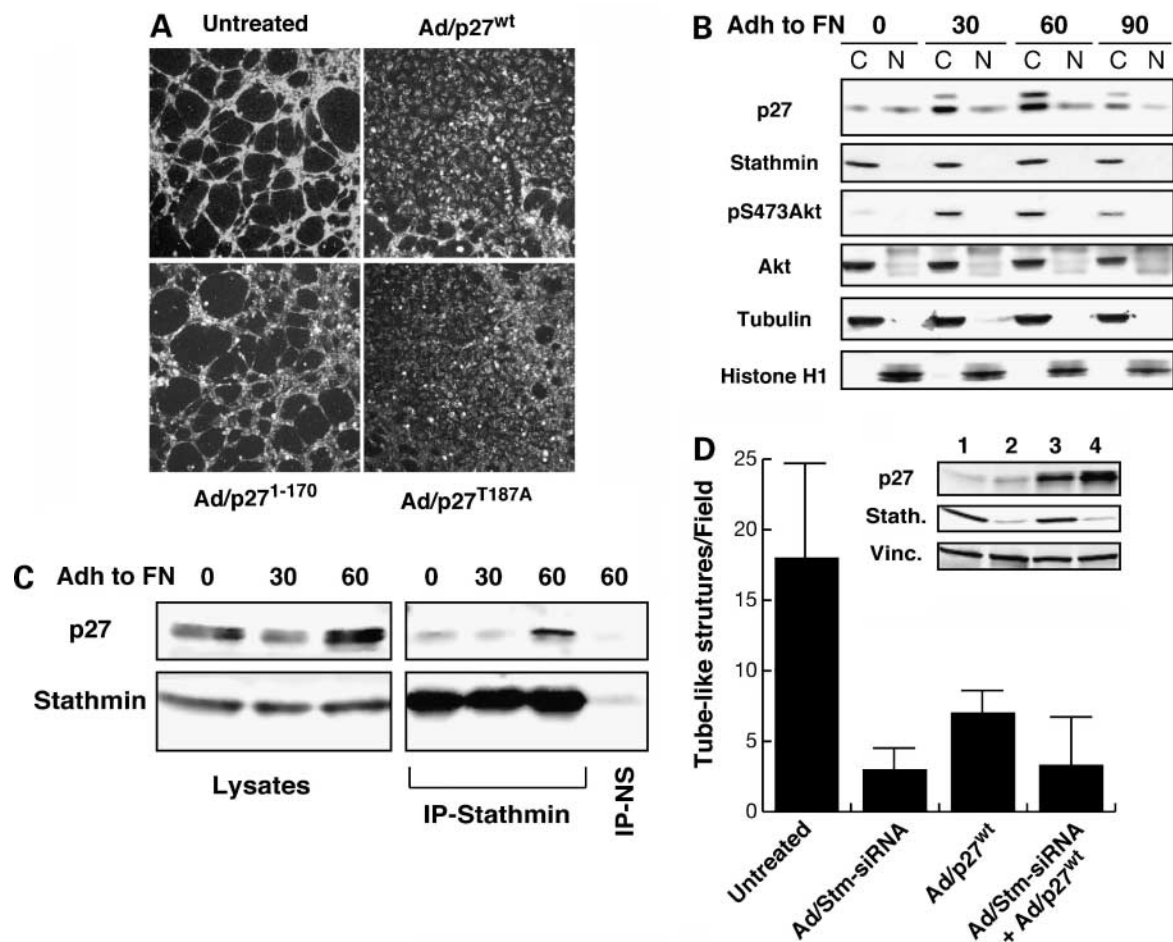 A
Untreated
Ad/p27wt
Ad/p271-170
Ad/p27T187A
B
Adh to FN 0 30 60 90
C N C N C N C N
p27
Stathmin
pS473Akt
Akt
Tubulin
Histone H1
C
Adh to FN 0 30 60 0 30 60 60
p27
Stathmin
Lysates
IP-Stathmin
IP-NS
D
1 2 3 4
p27
Stath.
Vinc.
Tube-like strutures/Field
25
20
15
10
5
0
Untreated
Ad/Stm-siRNA
Ad/p27wt
Ad/Stm-siRNA
+ Ad/p27wt